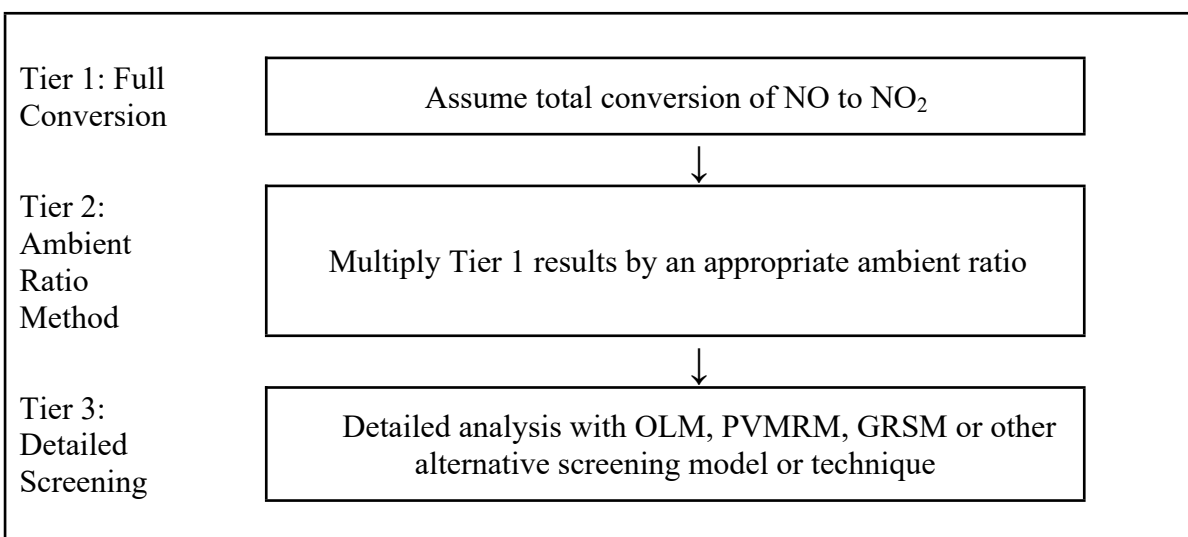 Tier 1: Full
Conversion
Assume total conversion of NO to NO₂
↓
Tier 2:
Ambient
Ratio
Method
Multiply Tier 1 results by an appropriate ambient ratio
↓
Tier 3:
Detailed
Screening
Detailed analysis with OLM, PVMRM, GRSM or other
alternative screening model or technique